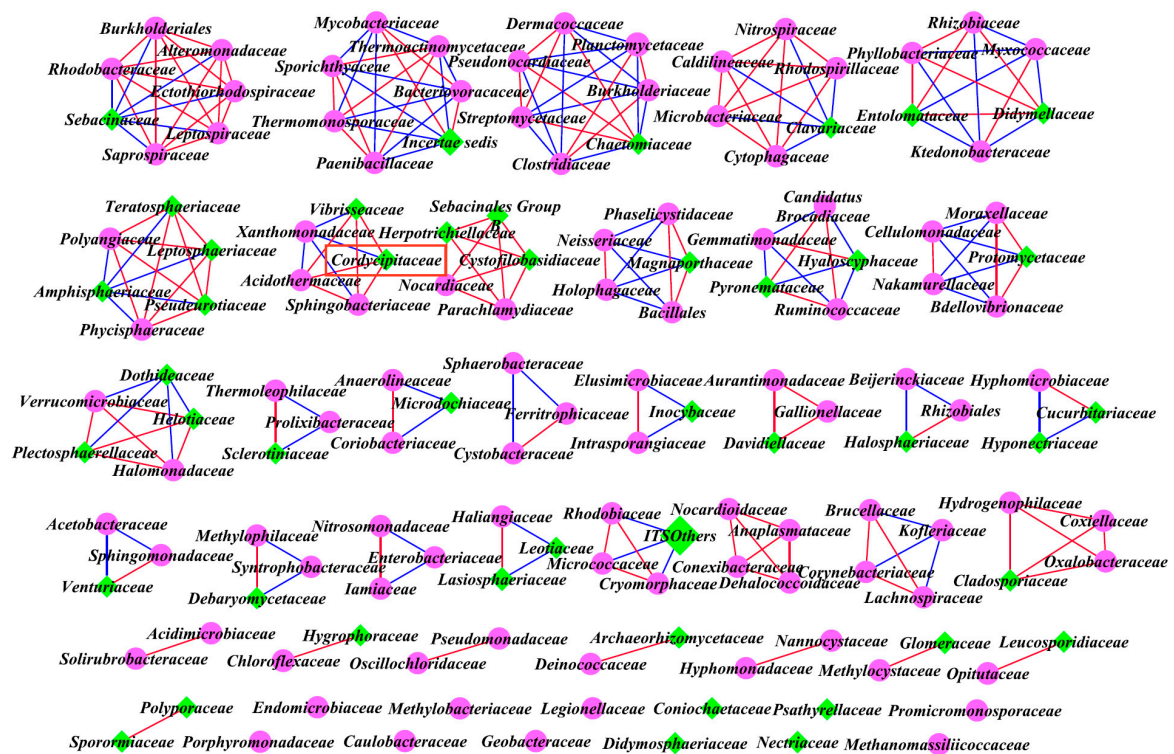 Burkholderiales
Alteromonadaceae
Rhodobacteraceae
Ectothiorhodospiraceae
Sebacinaceae
Leptospiraceae
Saprospiraceae
Mycobacteriaceae
Thermoactinomycetaceae
Sporichthyaceae
Bacteriovoracaceae
Thermomonosporaceae
Incertae sedis
Paenibacillaceae
Dermacoccaceae
Planctomycetaceae
Pseudonocardiaceae
Burkholderiaceae
Streptomycetaceae
Chaetomiaceae
Clostridiaceae
Nitrospiraceae
Caldilineaceae
Rhodospirillaceae
Microbacteriaceae
Clavariaceae
Cytophagaceae
Rhizobiaceae
Phyllobacteriaceae
Myxococcaceae
Entolomataceae
Didymellaceae
Ktedonobacteraceae
Teratosphaeriaceae
Polyangiaceae
Leptosphaeriaceae
Amphisphaeriaceae
Pseudeurotiaceae
Phycisphaeraceae
Vibrisseaceae
Xanthomonadaceae
Cordyeipitaceae
Acidothermaceae
Sphingobacteriaceae
Sebacinales Group
B
Herpotrichiellaceae
Cystofilobasidiaceae
Nocardiaceae
Parachlamydiaceae
Phaselicystidaceae
Neisseriaceae
Magnaporthaceae
Holophagaceae
Bacillales
Candidatus
Brocadiaceae
Gemmatimonadaceae
Hyaloscyphaceae
Pyronemataceae
Ruminococcaceae
Moraxellaceae
Cellulomonadaceae
Protomycetaceae
Nakamurellaceae
Bdellovibrionaceae
Dothideaceae
Verrucomicrobiaceae
Helotiaceae
Plectosphaerellaceae
Halomonadaceae
Thermoleophilaceae
Prolixibacteraceae
Sclerotiniaceae
Anaerolineaceae
Microdochiaceae
Coriobacteriaceae
Sphaerobacteraceae
Ferritrophicaceae
Cystobacteraceae
Elusimicrobiaceae
Inocybaceae
Intrasporangiaceae
Aurantimonadaceae
Gallionellaceae
Davidiellaceae
Beijerinckiaceae
Rhizobiales
Halosphaeriaceae
Hyphomicrobiaceae
Cucurbitariaceae
Hyponectriaceae
Acetobacteraceae
Sphingomonadaceae
Venturiaceae
Methylophilaceae
Syntrophobacteraceae
Debaryomycetaceae
Nitrosomonadaceae
Enterobacteriaceae
Iamiaceae
Haliangiaceae
Leotiaceae
Lasiosphaeriaceae
Rhodobiaceae
ITSOthers
Micrococcaceae
Cryomorphaceae
Nocardioidaceae
Anaplasmataceae
Conexibacteraceae
Dehalococcoidaceae
Brucellaceae
Kofleriaceae
Corynebacteriaceae
Lachnospiraceae
Hydrogenophilaceae
Coxiellaceae
Oxalobacteraceae
Cladosporiaceae
Acidimicrobiaceae
Solirubrobacteraceae
Hygrophoraceae
Chloroflexaceae
Pseudomonadaceae
Oscillochloridaceae
Archaeorhizomycetaceae
Deinococcaceae
Nannocystaceae
Hyphomonadaceae
Glomeraceae
Methylocystaceae
Leucosporidiaceae
Opitutaceae
Polyporaceae
Sporormiaceae
Endomicrobiaceae
Methylobacteriaceae
Legionellaceae
Coniochaetaceae
Psathyrellaceae
Promicromonosporaceae
Porphyromonadaceae
Caulobacteraceae
Geobacteraceae
Didymosphaeriaceae
Nectriaceae
Methanomassiliicoccaceae